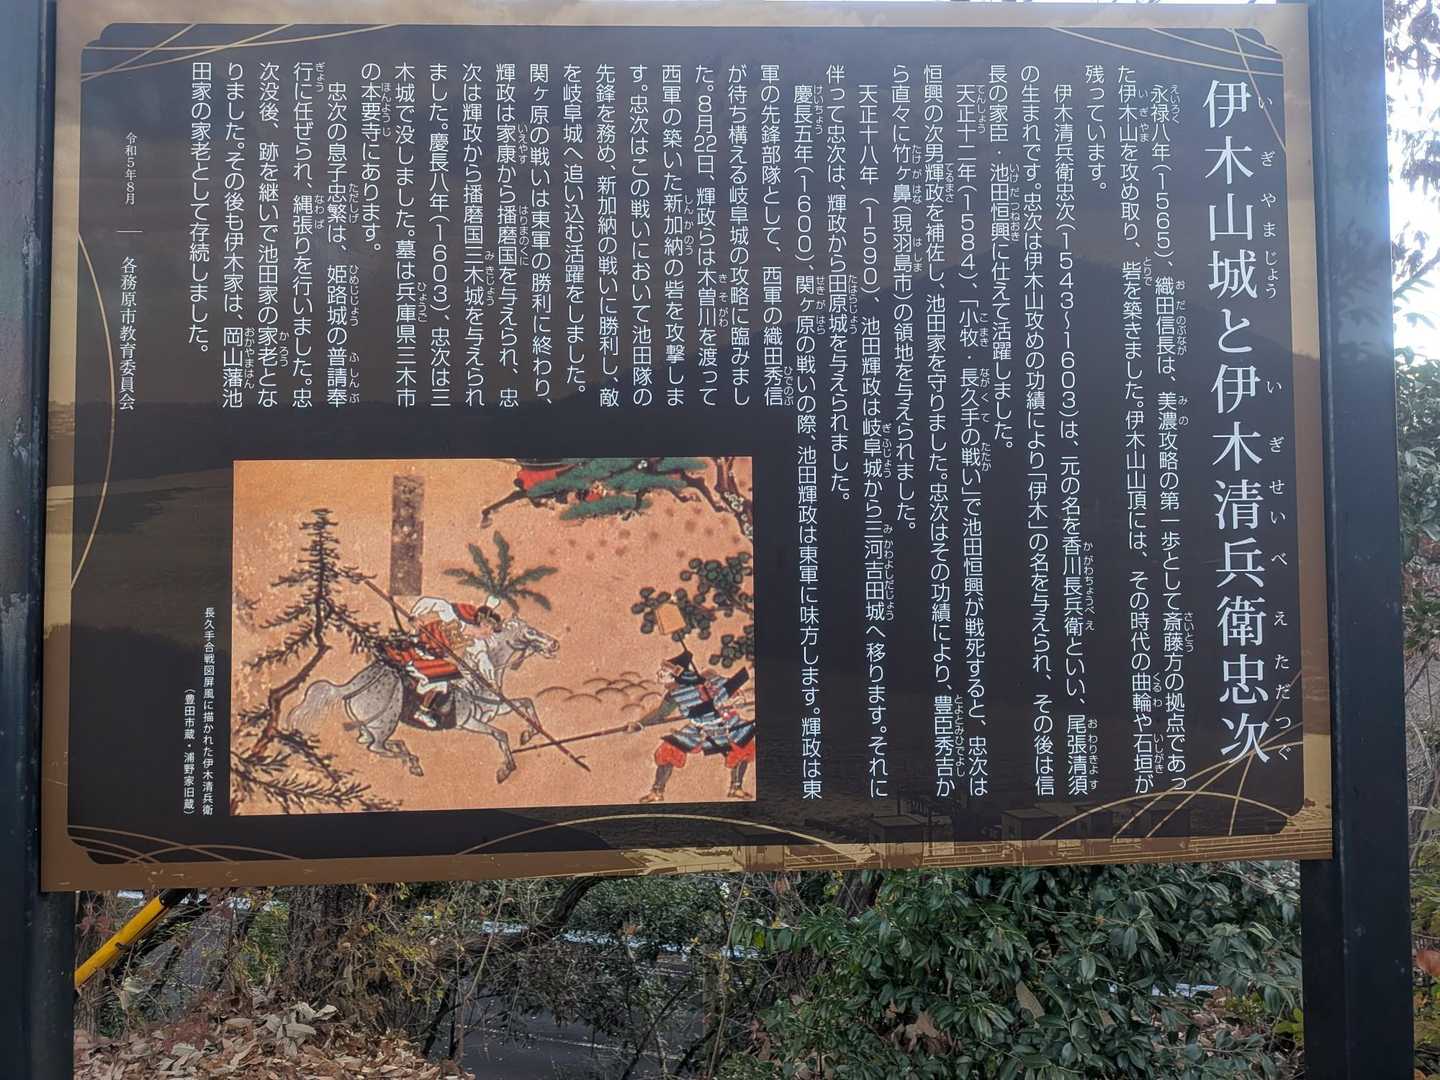 伊木山城と伊木清兵衛忠次
いぎやまじょう いぎせいべえただつぐ
永禄八年(1565)、織田信長は、美濃攻略の第一歩として斎藤方の拠点であっ
た伊木山を攻め取り、砦を築きました。伊木山山頂には、その時代の曲輪や石垣が
残っています。
伊木清兵衛忠次(1543~1603)は、元の名を香川長兵衛といい、尾張清須
の生まれです。忠次は伊木山攻めの功績により「伊木」の名を与えられ、その後は信
長の家臣・池田恒興に仕えて活躍しました。
天正十二年(1584)、「小牧・長久手の戦い」で池田恒興が戦死すると、忠次は
恒興の次男輝政を補佐し、池田家を守りました。忠次はその功績により、豊臣秀吉か
ら直々に竹ヶ鼻(現羽島市)の領地を与えられました。
天正十八年(1590)、池田輝政は岐阜城から三河吉田城へ移ります。それに
伴って忠次は、輝政から田原城を与えられました。
慶長五年(1600)、関ヶ原の戦いの際、池田輝政は東軍に味方します。輝政は東
軍の先鋒部隊として、西軍の織田秀信
が待ち構える岐阜城の攻略に臨みまし
た。8月22日、輝政らは木曽川を渡って
西軍の築いた新加納の砦を攻撃しま
す。忠次はこの戦いにおいて池田隊の
先鋒を務め、新加納の戦いに勝利し、敵
を岐阜城へ追い込む活躍をしました。
関ヶ原の戦いは東軍の勝利に終わり、
輝政は家康から播磨国を与えられ、忠
次は輝政から播磨国三木城を与えられ
ました。慶長八年(1603)、忠次は三
木城で没しました。墓は兵庫県三木市
の本要寺にあります。
忠次の息子忠繁は、姫路城の普請奉
行に任ぜられ、縄張りを行いました。忠
次没後、跡を継いで池田家の家老とな
りました。その後も伊木家は、岡山藩池
田家の家老として存続しました。
令和5年8月 ― 各務原市教育委員会
長久手合戦図屏風に描かれた伊木清兵衛
(豊田市蔵・浦野家旧蔵)